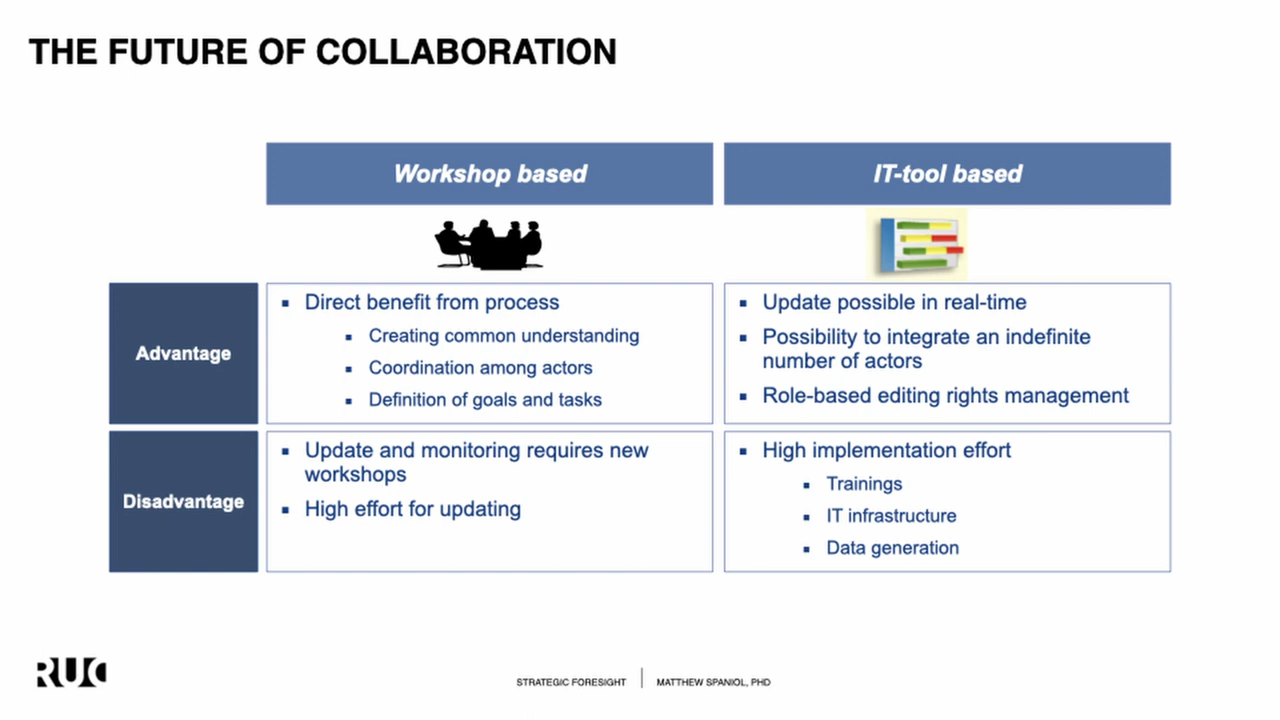 THE FUTURE OF COLLABORATION
Workshop based
IT-tool based
Advantage
Direct benefit from process
Creating common understanding
Coordination among actors
Definition of goals and tasks
Update possible in real-time
Possibility to integrate an indefinite
number of actors
Role-based editing rights management
Disadvantage
Update and monitoring requires new
workshops
High effort for updating
High implementation effort
Trainings
IT infrastructure
Data generation
RUC
STRATEGIC FORESIGHT
MATTHEW SPANIOL, PHD